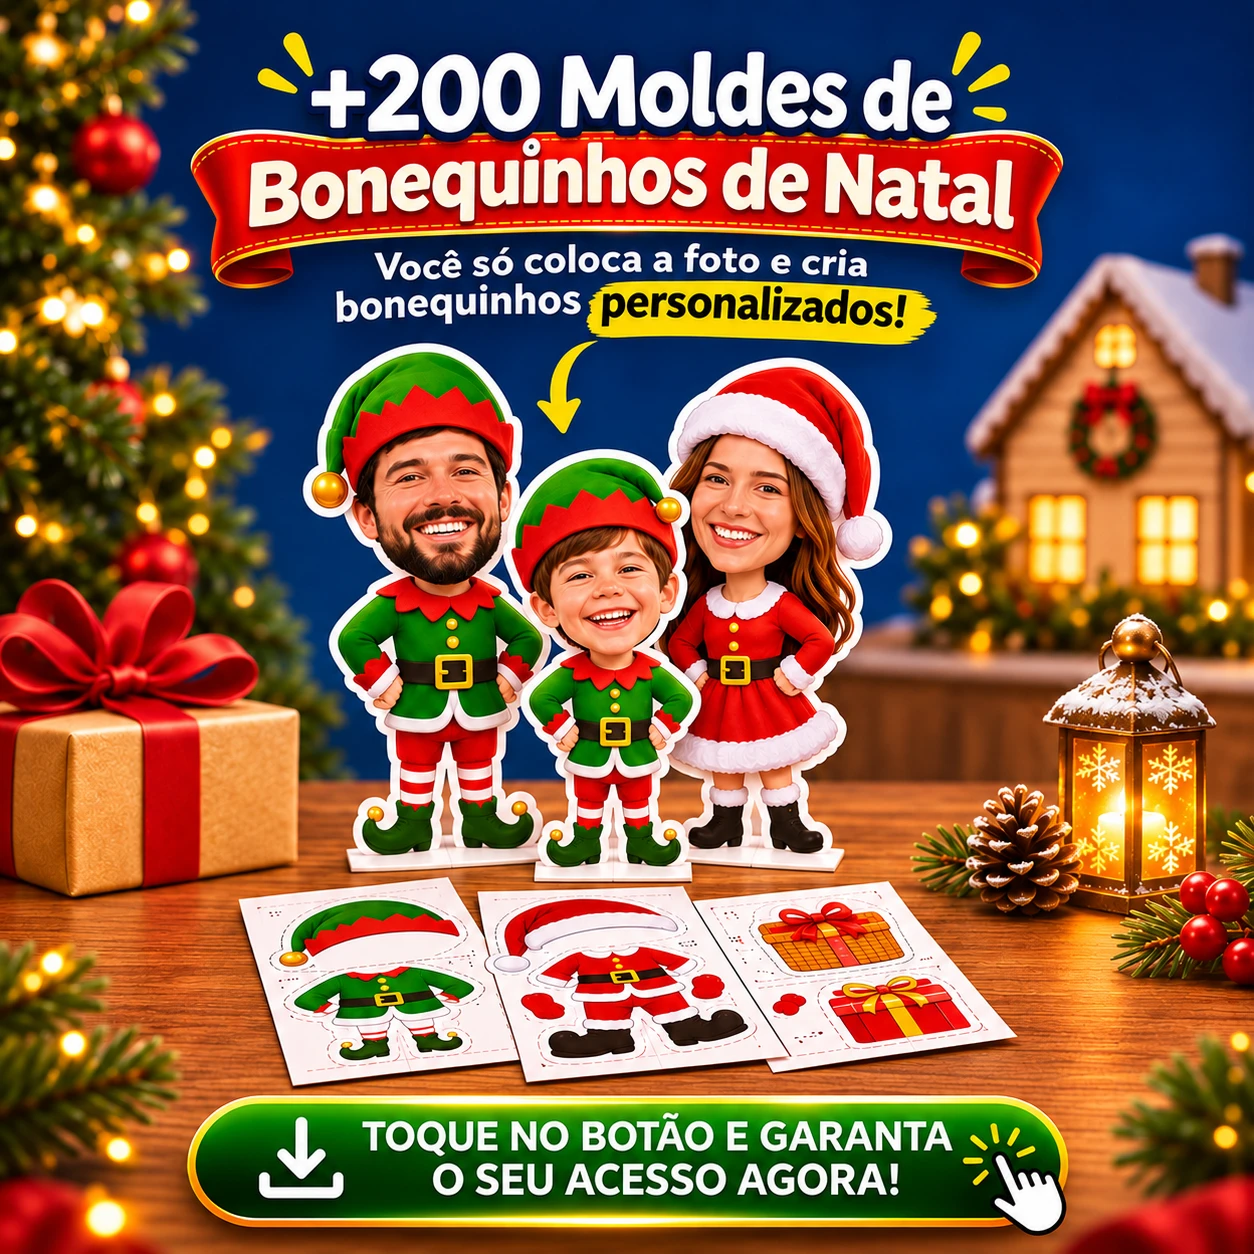 +200 Moldes de
Bonequinhos de Natal
Você só coloca a foto e cria
bonequinhos personalizados!
TOQUE NO BOTÃO E GARANTA
O SEU ACESSO AGORA!